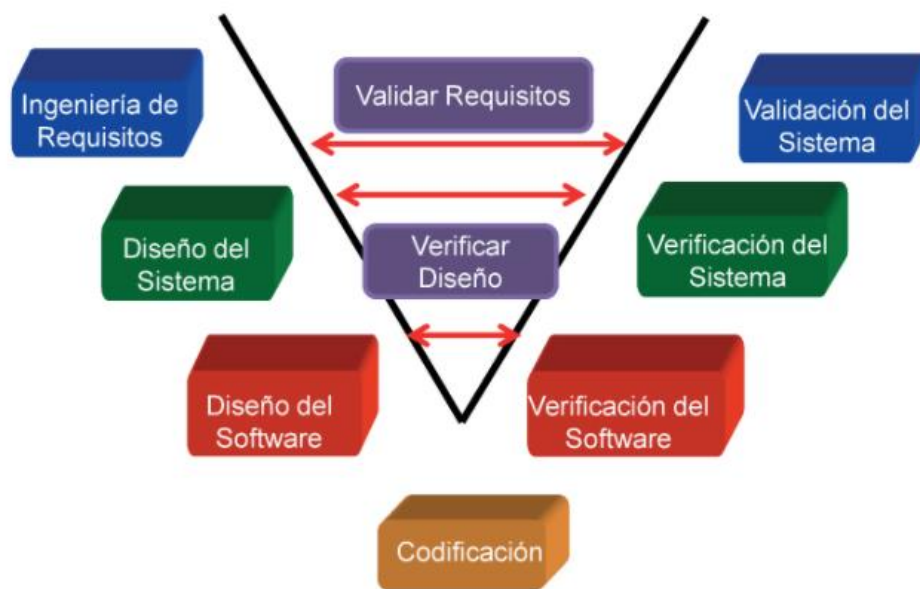 Ingeniería de
Requisitos
Validar Requisitos
Validación del
Sistema
Diseño del
Sistema
Verificar
Diseño
Verificación del
Sistema
Diseño del
Software
Verificación del
Software
Codificación